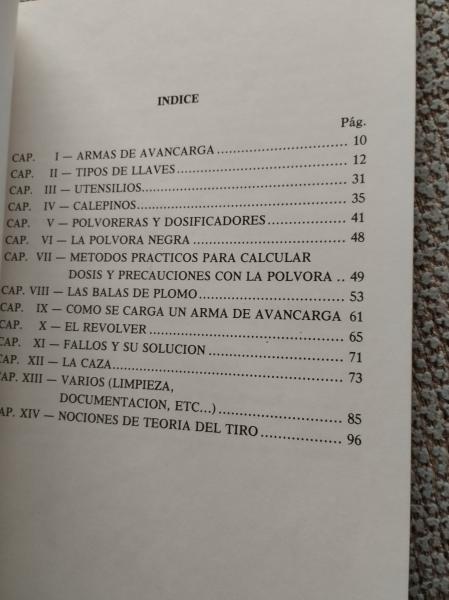 INDICE
Pág.
CAP. I — ARMAS DE AVANCARGA.......................... 10
CAP. II — TIPOS DE LLAVES................................. 12
CAP. III — UTENSILIOS......................................... 31
CAP. IV — CALEPINOS......................................... 35
CAP. V — POLVORERAS Y DOSIFICADORES............... 41
CAP. VI — LA POLVORA NEGRA............................. 48
CAP. VII — METODOS PRACTICOS PARA CALCULAR
DOSIS Y PRECAUCIONES CON LA POLVORA .. 49
CAP. VIII — LAS BALAS DE PLOMO......................... 53
CAP. IX — COMO SE CARGA UN ARMA DE AVANCARGA 61
CAP. X — EL REVOLVER...................................... 65
CAP. XI — FALLOS Y SU SOLUCION......................... 71
CAP. XII — LA CAZA............................................ 73
CAP. XIII — VARIOS (LIMPIEZA,
DOCUMENTACION, ETC...)......................... 85
AP. XIV — NOCIONES DE TEORIA DEL TIRO............... 96